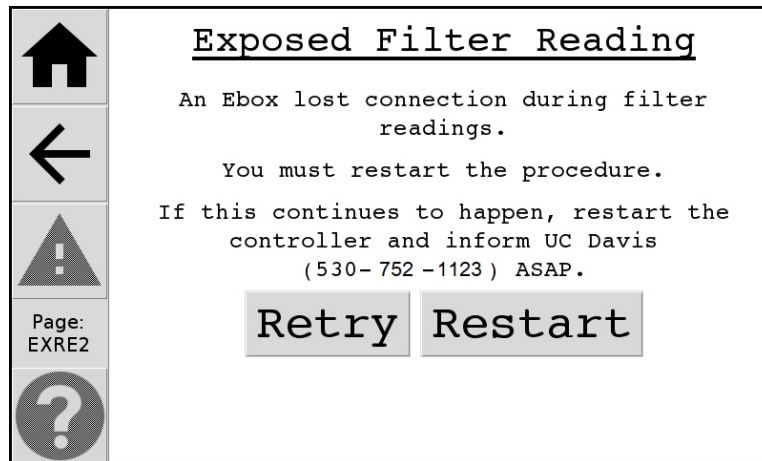 Exposed Filter Reading
An Ebox lost connection during filter
readings.
You must restart the procedure.
If this continues to happen, restart the
controller and inform UC Davis
(530- 752 -1123 ) ASAP.
Retry Restart
Page:
EXRE2